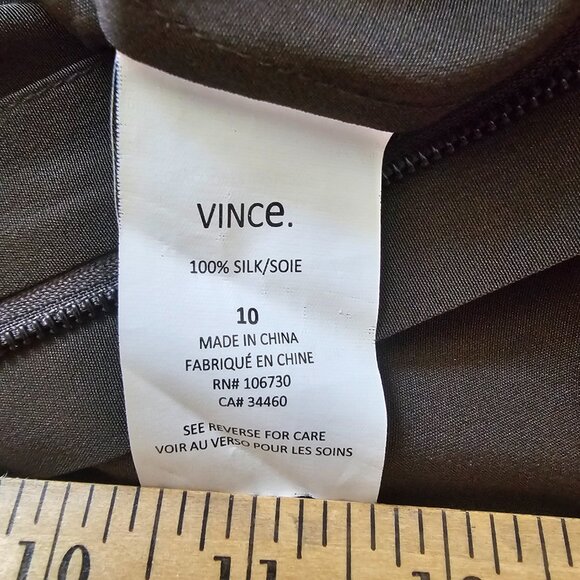 VINCe.
100% SILK/SOIE
10
MADE IN CHINA
FABRIQUÉ EN CHINE
RN# 106730
CA# 34460
SEE REVERSE FOR CARE
VOIR AU VERSO POUR LES SOINS
10 11 12